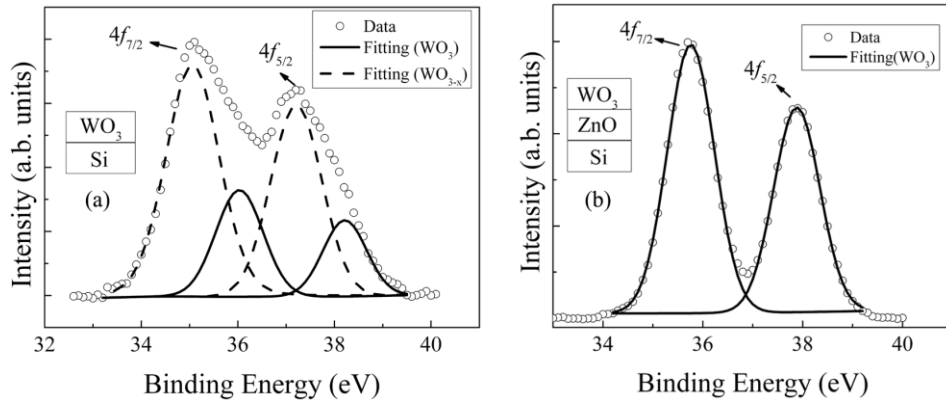 4f7/2
4f5/2
Data
Fitting (WO3)
Fitting (WO3-x)
WO3
Si
(a)
Intensity (a.b. units)
32 34 36 38 40
Binding Energy (eV)
4f7/2
4f5/2
Data
Fitting(WO3)
WO3
ZnO
Si
(b)
Intensity (a.b. units)
34 36 38 40
Binding Energy (eV)